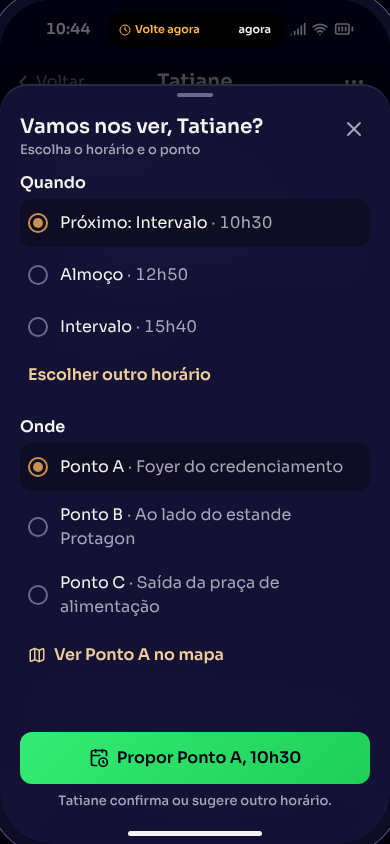 10:44
Volte agora
agora
Voltar
Tatiane
Vamos nos ver, Tatiane?
Escolha o horário e o ponto
Quando
Próximo: Intervalo · 10h30
Almoço · 12h50
Intervalo · 15h40
Escolher outro horário
Onde
Ponto A · Foyer do credenciamento
Ponto B · Ao lado do estande
Protagon
Ponto C · Saída da praça de
alimentação
Ver Ponto A no mapa
Propor Ponto A, 10h30
Tatiane confirma ou sugere outro horário.